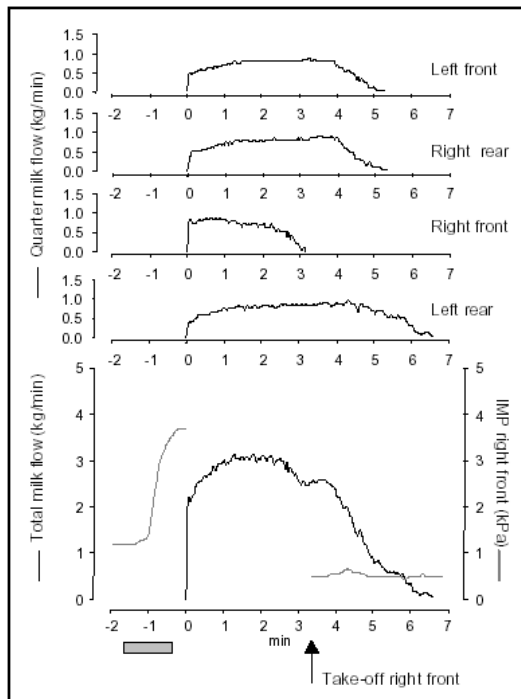 Quarter milk flow (kg/min)
1.5
1.0
0.5
0.0
Left front
-2 -1 0 1 2 3 4 5 6 7
1.5
1.0
0.5
0.0
Right rear
-2 -1 0 1 2 3 4 5 6 7
1.5
1.0
0.5
0.0
Right front
-2 -1 0 1 2 3 4 5 6 7
1.5
1.0
0.5
0.0
Left rear
-2 -1 0 1 2 3 4 5 6 7
Total milk flow (kg/min)
5
4
3
2
1
0
5
4
3
2
1
0
IMP right front (kPa)
-2 -1 0 1 2 3 4 5 6 7
min
Take-off right front